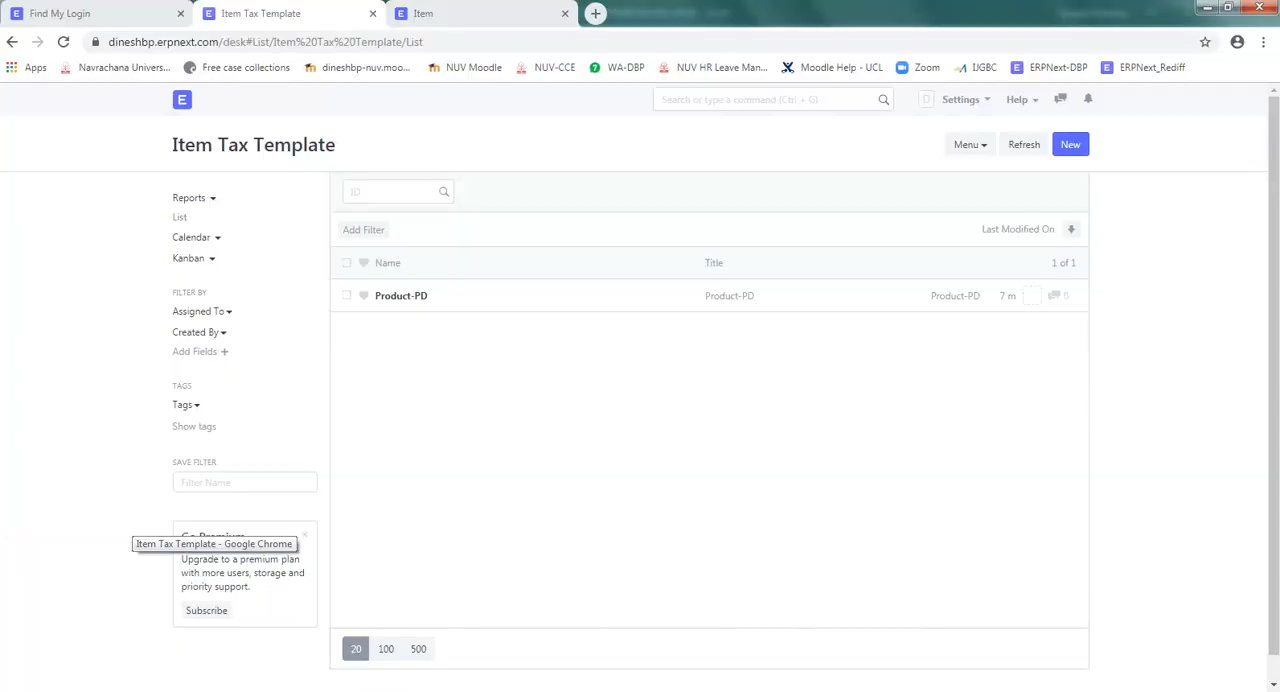 Find My Login
Item Tax Template
Item
dineshbp.erpnext.com/desk#List/Item%20Tax%20Template/List
Apps
Navrachana Univers...
Free case collections
dineshbp-nuv.moo...
NUV Moodle
NUV-CCE
WA-DBP
NUV HR Leave Man...
Moodle Help - UCL
Zoom
IJGBC
ERPNext-DBP
ERPNext_Rediff
E
Search or type a command (Ctrl + G)
D
Settings
Help
Item Tax Template
Menu
Refresh
New
Reports
List
Calendar
Kanban
FILTER BY
Assigned To
Created By
Add Fields +
TAGS
Tags
Show tags
SAVE FILTER
Filter Name
Go Premium
Item Tax Template - Google Chrome
Upgrade to a premium plan
with more users, storage and
priority support.
Subscribe
ID
Add Filter
Last Modified On
Name
Title
1 of 1
Product-PD
Product-PD
Product-PD
7 m
20
100
500